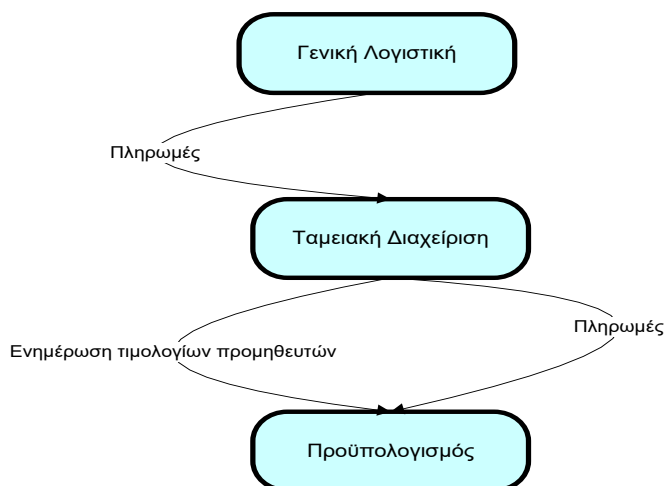 Γενική Λογιστική
Πληρωμές
Ταμειακή Διαχείριση
Πληρωμές
Ενημέρωση τιμολογίων προμηθευτών
Προϋπολογισμός